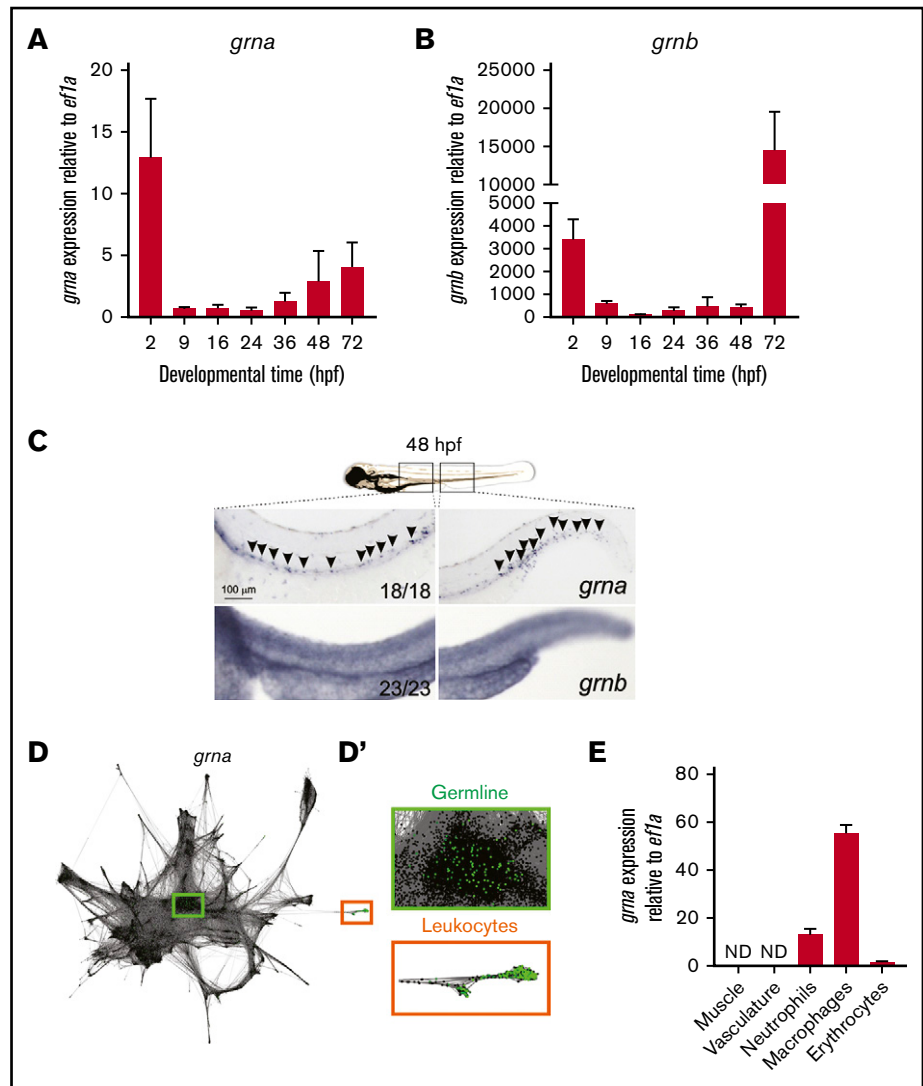 A
grna
grna expression relative to ef1a
20
15
10
5
0
2 9 16 24 36 48 72
Developmental time (hpf)
B
grnb
grnb expression relative to ef1a
25000
20000
15000
10000
5000
4000
3000
2000
1000
0
2 9 16 24 36 48 72
Developmental time (hpf)
C
48 hpf
100 µm
18/18
grna
23/23
grnb
D
grna
D'
Germline
Leukocytes
E
grna expression
relative to ef1a
80
60
40
20
0
ND ND
Muscle
Vasculature
Neutrophils
Macrophages
Erythrocytes